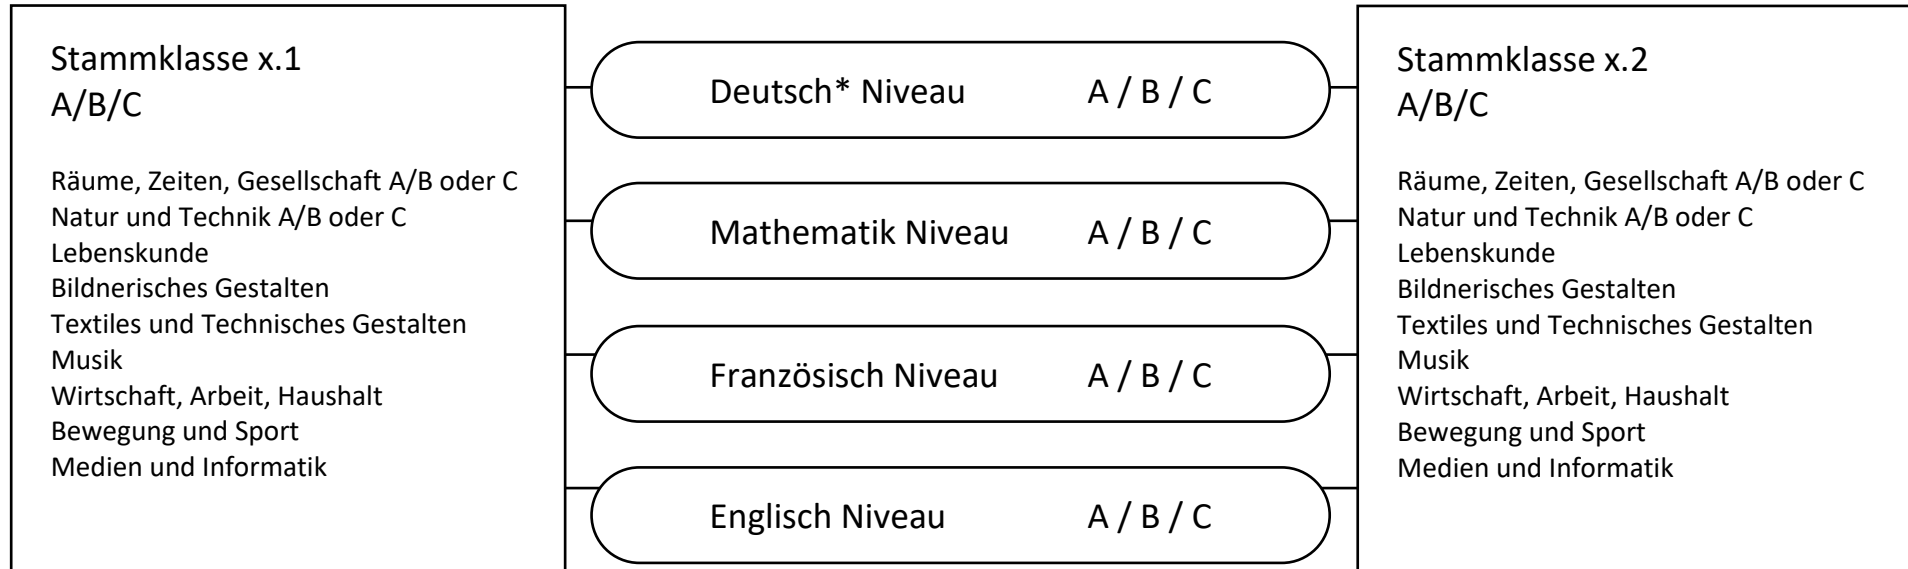 Stammklasse x.1
A/B/C
Räume, Zeiten, Gesellschaft A/B oder C
Natur und Technik A/B oder C
Lebenskunde
Bildnerisches Gestalten
Textiles und Technisches Gestalten
Musik
Wirtschaft, Arbeit, Haushalt
Bewegung und Sport
Medien und Informatik
Deutsch* Niveau A / B / C
Mathematik Niveau A / B / C
Französisch Niveau A / B / C
Englisch Niveau A / B / C
Stammklasse x.2
A/B/C
Räume, Zeiten, Gesellschaft A/B oder C
Natur und Technik A/B oder C
Lebenskunde
Bildnerisches Gestalten
Textiles und Technisches Gestalten
Musik
Wirtschaft, Arbeit, Haushalt
Bewegung und Sport
Medien und Informatik